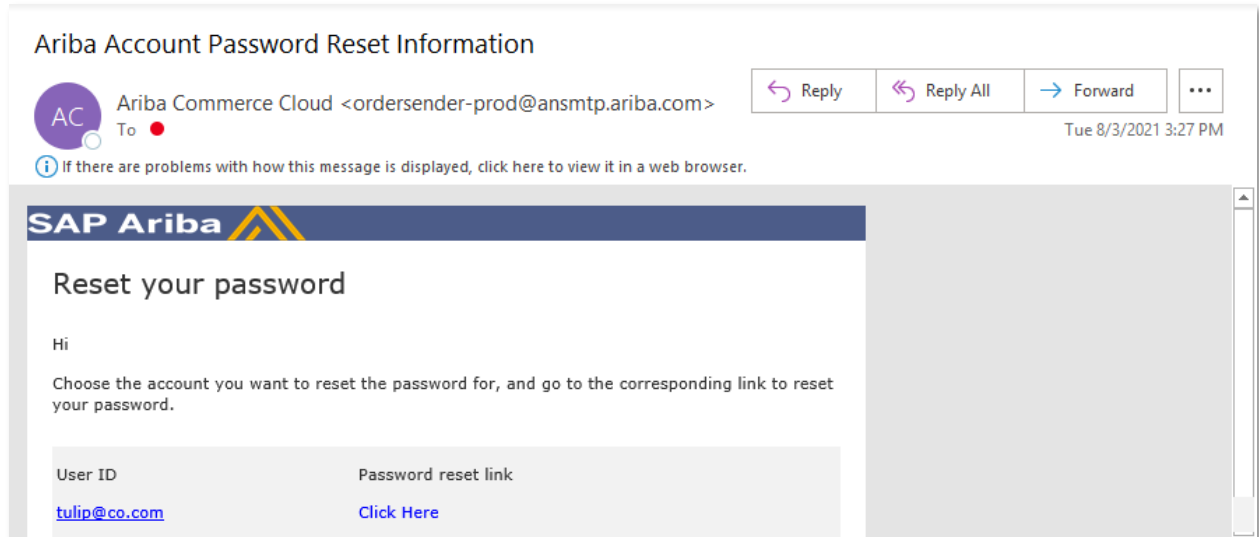 Ariba Account Password Reset Information
AC
Ariba Commerce Cloud <ordersender-prod@ansmtp.ariba.com>
To
Reply
Reply All
Forward
...
Tue 8/3/2021 3:27 PM
If there are problems with how this message is displayed, click here to view it in a web browser.
SAP Ariba
Reset your password
Hi
Choose the account you want to reset the password for, and go to the corresponding link to reset
your password.
User ID Password reset link
tulip@co.com Click Here